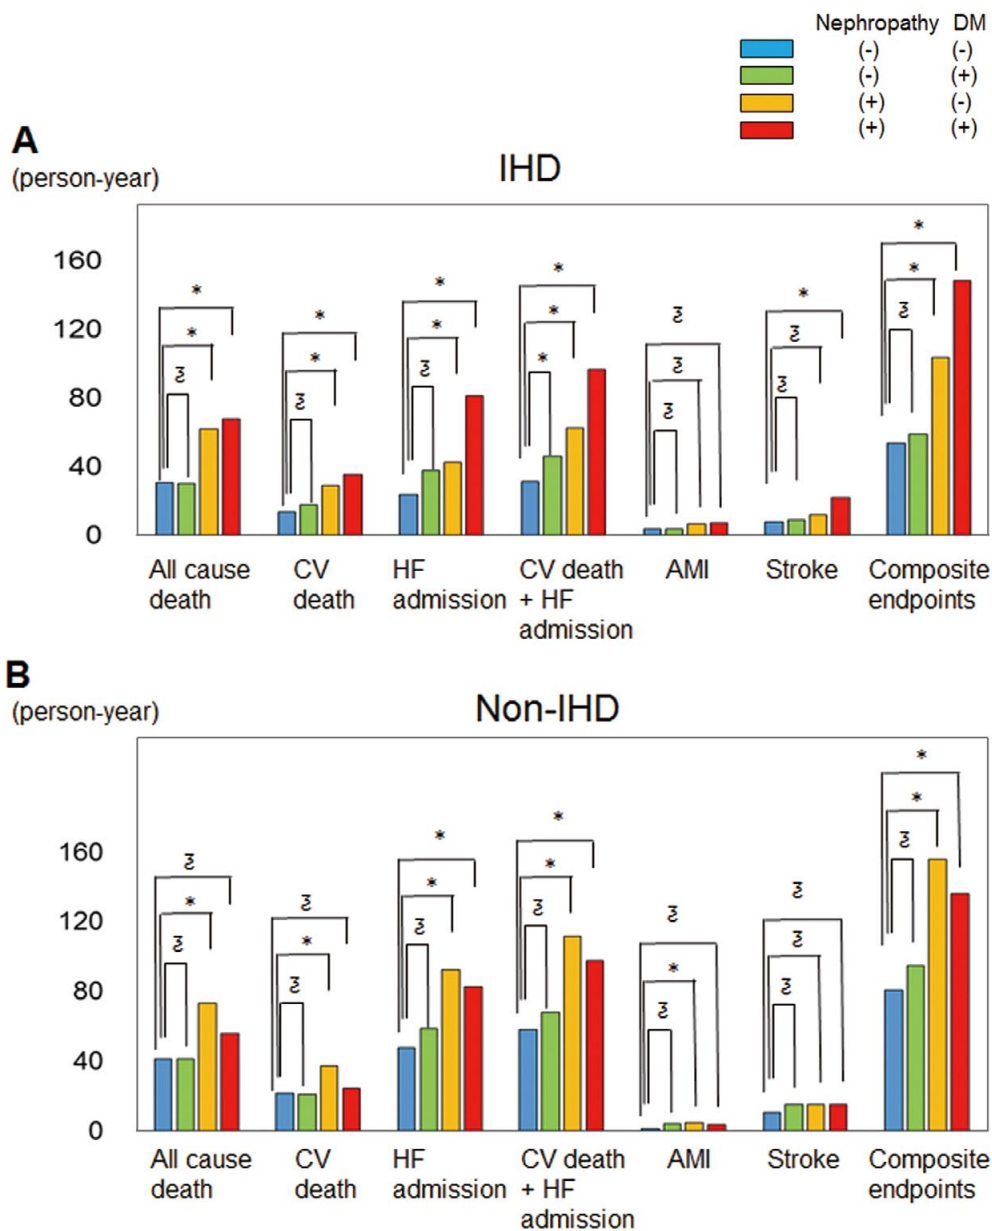 Nephropathy DM
(-) (-)
(-) (+)
(+) (-)
(+) (+)
A
(person-year)
IHD
160
120
80
40
0
* * ξ
* * ξ
* * ξ
* * *
ξ ξ ξ
* ξ ξ
* * ξ
All cause death
CV death
HF admission
CV death + HF admission
AMI
Stroke
Composite endpoints
B
(person-year)
Non-IHD
160
120
80
40
0
ξ * ξ
ξ * ξ
* * ξ
* * ξ
ξ * ξ
ξ ξ ξ
* * ξ
All cause death
CV death
HF admission
CV death + HF admission
AMI
Stroke
Composite endpoints